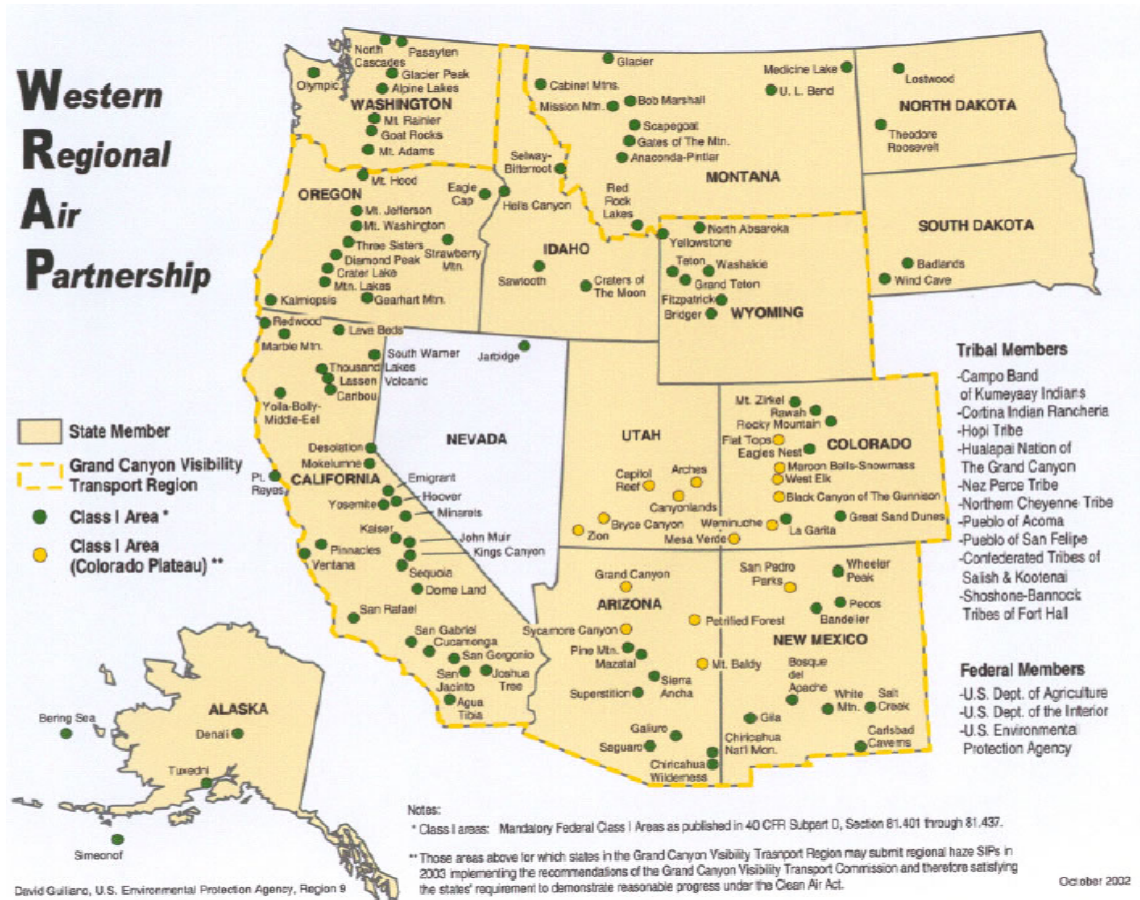 Western
Regional
Air
Partnership
North
Cascades
Pasayten
Olympic
Glacier Peak
Alpine Lakes
WASHINGTON
Mt. Rainier
Goat Rocks
Mt. Adams
Glacier
Cabinet Mtns.
Mission Mtn.
Bob Marshall
Scapegoat
Gates of The Mtn.
Anaconda-Pintlar
Selway-
Bitterroot
Medicine Lake
U. L. Bend
MONTANA
Red
Rock
Lakes
Lostwood
NORTH DAKOTA
Theodore
Roosevelt
SOUTH DAKOTA
Badlands
Wind Cave
OREGON
Mt. Hood
Eagle
Cap
Hells Canyon
Mt. Jefferson
Mt. Washington
Three Sisters
Strawberry
Mtn.
Diamond Peak
Crater Lake
Mtn. Lakes
Kalmiopsis
Gearhart Mtn.
IDAHO
Sawtooth
Craters of
The Moon
North Absaroka
Yellowstone
Teton
Washakie
Grand Teton
Fitzpatrick
Bridger
WYOMING
Redwood
Marble Mtn.
Lava Beds
South Warner
Thousand Lakes
Lassen Volcanic
Caribou
Yolla-Bolly-
Middle-Eel
Jarbidge
NEVADA
Desolation
Mokelumne
CALIFORNIA
Pt.
Reyes
Emigrant
Yosemite
Hoover
Minarets
Kaiser
John Muir
Kings Canyon
Pinnacles
Ventana
Sequoia
Dome Land
San Rafael
San Gabriel
Cucamonga
San Gorgonio
San
Jacinto
Joshua
Tree
Agua
Tibia
UTAH
Capitol
Reef
Arches
Canyonlands
Bryce Canyon
Zion
Mt. Zirkel
Rawah
Rocky Mountain
Flat Tops
Eagles Nest
COLORADO
Maroon Bells-Snowmass
West Elk
Black Canyon of The Gunnison
Weminuche
La Garita
Great Sand Dunes
Mesa Verde
Grand Canyon
ARIZONA
Sycamore Canyon
Petrified Forest
Pine Mtn.
Mazatal
Mt. Baldy
Sierra
Ancha
Superstition
Galiuro
Saguaro
Chiricahua
Nat'l Mon.
Chiricahua
Wilderness
San Pedro
Parks
Wheeler
Peak
Pecos
Bandelier
NEW MEXICO
Bosque
del
Apache
White
Mtn.
Salt
Creek
Gila
Carlsbad
Caverns
State Member
Grand Canyon Visibility
Transport Region
Class I Area *
Class I Area
(Colorado Plateau) **
Tribal Members
-Campo Band
of Kumeyaay Indians
-Cortina Indian Rancheria
-Hopi Tribe
-Hualapai Nation of
The Grand Canyon
-Nez Perce Tribe
-Northern Cheyenne Tribe
-Pueblo of Acoma
-Pueblo of San Felipe
-Confederated Tribes of
Salish & Kootenai
-Shoshone-Bannock
Tribes of Fort Hall
Federal Members
-U.S. Dept. of Agriculture
-U.S. Dept. of the Interior
-U.S. Environmental
Protection Agency
ALASKA
Bering Sea
Denali
Tuxedni
Simeonof
Notes:
* Class I areas: Mandatory Federal Class I Areas as published in 40 CFR Subpart D, Section 81.401 through 81.437.
** Those areas above for which states in the Grand Canyon Visibility Trasnport Region may submit regional haze SIPs in
2003 implementing the recommendations of the Grand Canyon Visibility Transport Commission and therefore satisfying
the states' requirement to demonstrate reasonable progress under the Clean Air Act.
David Guiliano, U.S. Environmental Protection Agency, Region 9
October 2002